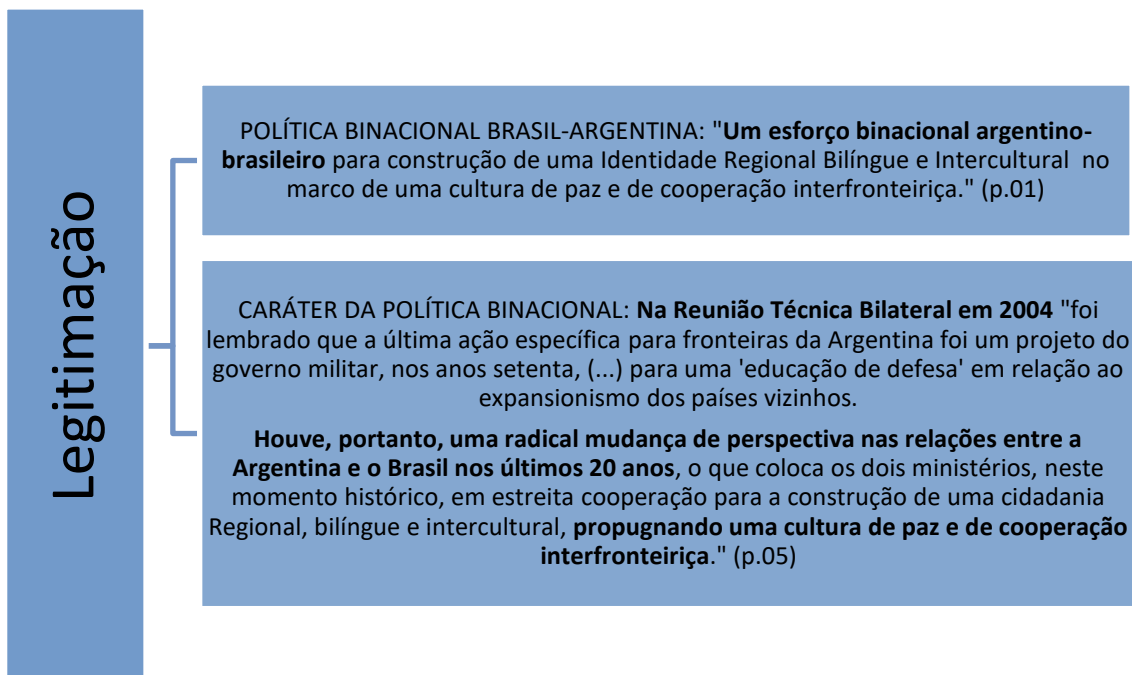 Legitimação
POLÍTICA BINACIONAL BRASIL-ARGENTINA: "Um esforço binacional argentino-
brasileiro para construção de uma Identidade Regional Bilíngue e Intercultural no
marco de uma cultura de paz e de cooperação interfronteiriça." (p.01)
CARÁTER DA POLÍTICA BINACIONAL: Na Reunião Técnica Bilateral em 2004 "foi
lembrado que a última ação específica para fronteiras da Argentina foi um projeto do
governo militar, nos anos setenta, (...) para uma 'educação de defesa' em relação ao
expansionismo dos países vizinhos.
Houve, portanto, uma radical mudança de perspectiva nas relações entre a
Argentina e o Brasil nos últimos 20 anos, o que coloca os dois ministérios, neste
momento histórico, em estreita cooperação para a construção de uma cidadania
Regional, bilíngue e intercultural, propugnando uma cultura de paz e de cooperação
interfronteiriça." (p.05)